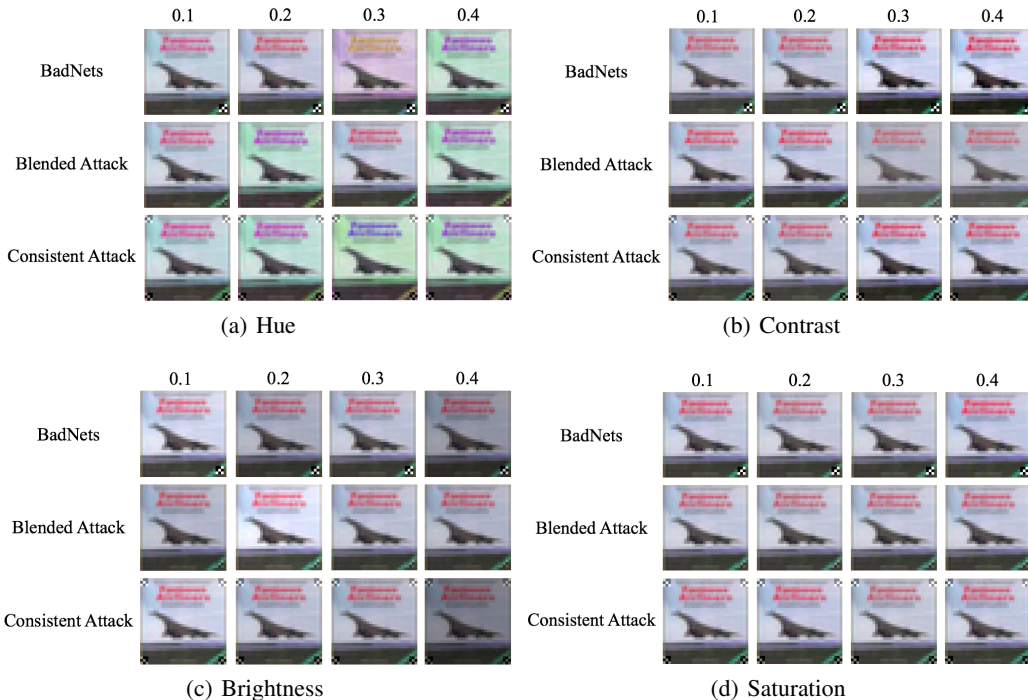 0.1 0.2 0.3 0.4
BadNets
Blended Attack
Consistent Attack
(a) Hue
0.1 0.2 0.3 0.4
BadNets
Blended Attack
Consistent Attack
(b) Contrast
0.1 0.2 0.3 0.4
BadNets
Blended Attack
Consistent Attack
(c) Brightness
0.1 0.2 0.3 0.4
BadNets
Blended Attack
Consistent Attack
(d) Saturation